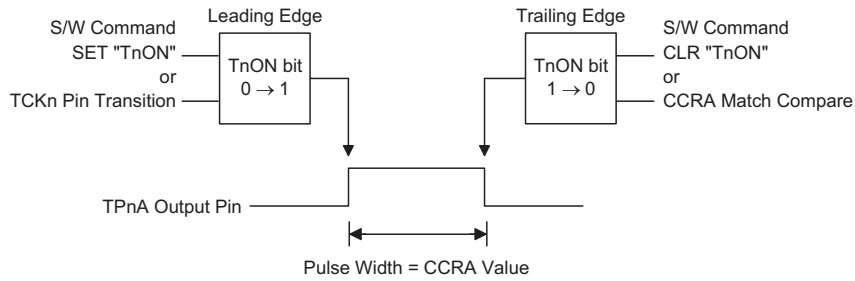 Leading Edge
S/W Command
SET "TnON"
or
TCKn Pin Transition
TnON bit
0 → 1
Trailing Edge
TnON bit
1 → 0
S/W Command
CLR "TnON"
or
CCRA Match Compare
TPnA Output Pin
Pulse Width = CCRA Value